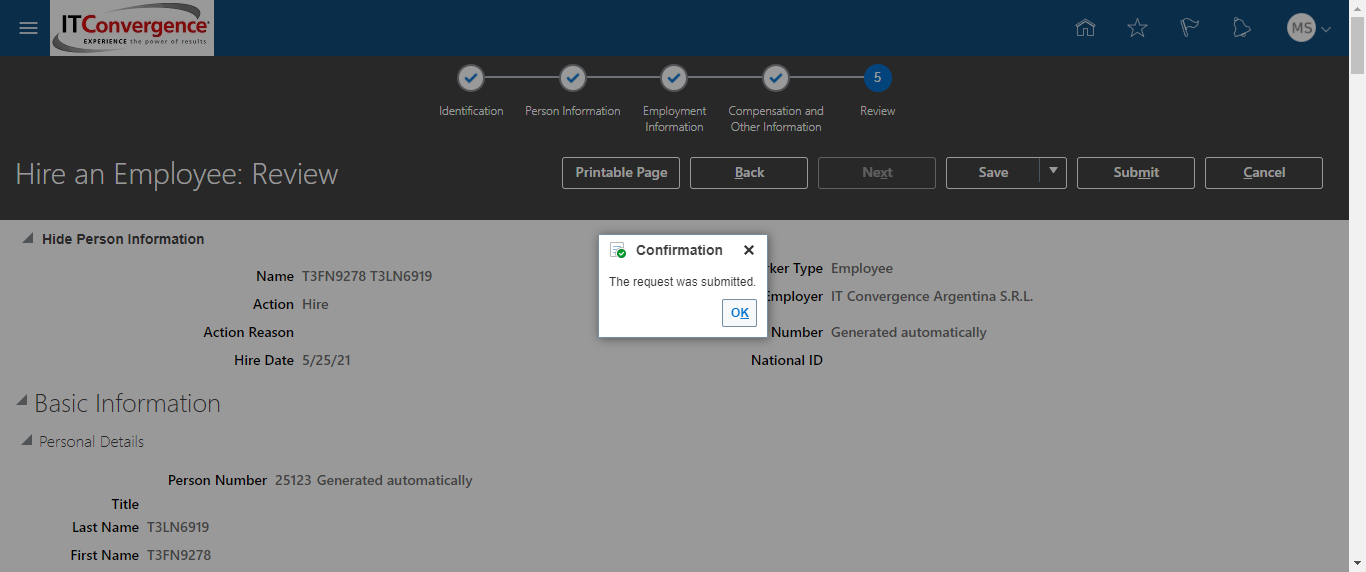 ITConvergence
EXPERIENCE the power of results
MS
5
Identification
Person Information
Employment Information
Compensation and Other Information
Review
Hire an Employee: Review
Printable Page
Back
Next
Save
Submit
Cancel
Hide Person Information
Name T3FN9278 T3LN6919
Action Hire
Action Reason
Hire Date 5/25/21
Confirmation
The request was submitted.
OK
rker Type Employee
Employer IT Convergence Argentina S.R.L.
Number Generated automatically
National ID
Basic Information
Personal Details
Person Number 25123 Generated automatically
Title
Last Name T3LN6919
First Name T3FN9278